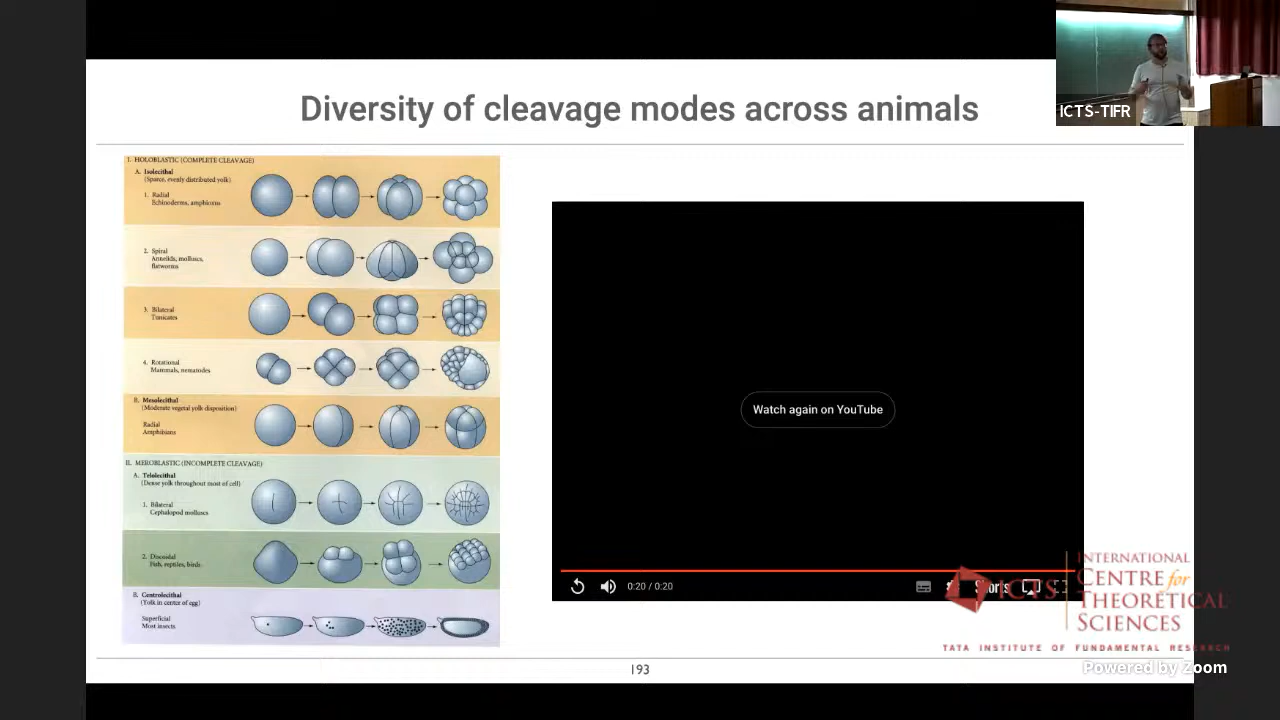 Diversity of cleavage modes across animals
ICTS-TIFR
I. HOLOBLASTIC (COMPLETE CLEAVAGE)
A. Isolecithal
(Sparse, evenly distributed yolk)
1. Radial
Echinoderms, amphioxus
2. Spiral
Annelids, molluscs,
flatworms
3. Bilateral
Tunicates
4. Rotational
Mammals, nematodes
B. Mesolecithal
(Moderate vegetal yolk disposition)
Radial
Amphibians
II. MEROBLASTIC (INCOMPLETE CLEAVAGE)
A. Telolecithal
(Dense yolk throughout most of cell)
1. Bilateral
Cephalopod molluscs
2. Discoidal
Fish, reptiles, birds
B. Centrolecithal
(Yolk in center of egg)
Superficial
Most insects
Watch again on YouTube
0:20 / 0:20
Shorts
ICTS
INTERNATIONAL
CENTRE for
THEORETICAL
SCIENCES
TATA INSTITUTE OF FUNDAMENTAL RESEARCH
Powered by Zoom
193